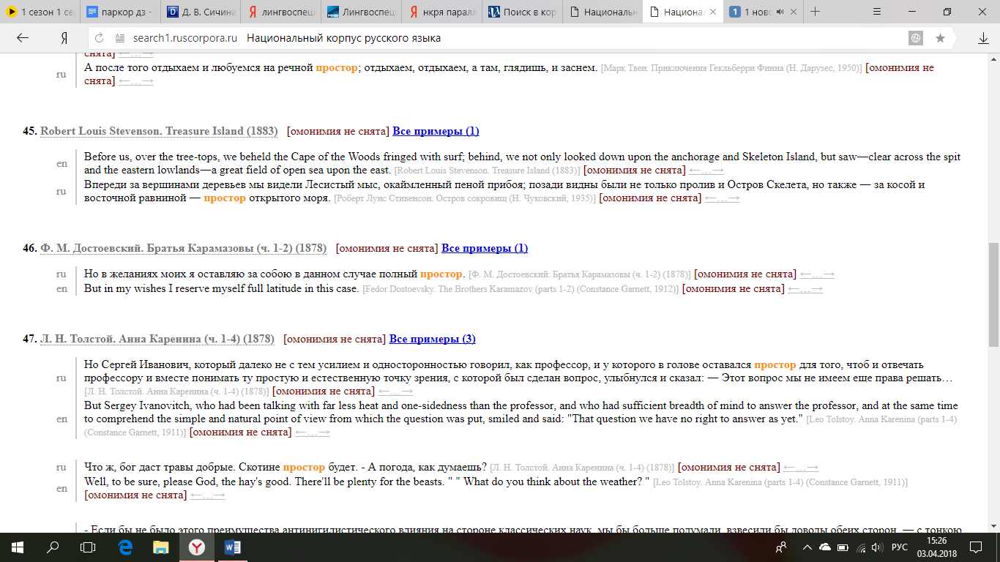 1 сезон 1 сер
паркор дз -
Д. В. Сичина
лингвоспец
Лингвоспец
нкря паралл
Поиск в кор
Национальн
Национал
1 ново
search1.ruscorpora.ru Национальный корпус русского языка
снята] ←…→
ru А после того отдыхаем и любуемся на речной простор; отдыхаем, отдыхаем, а там, глядишь, и заснем. [Марк Твен. Приключения Гекльберри Финна (Н. Дарузес, 1950)] [омонимия не
снята] ←…→
45. Robert Louis Stevenson. Treasure Island (1883) [омонимия не снята] Все примеры (1)
en Before us, over the tree-tops, we beheld the Cape of the Woods fringed with surf; behind, we not only looked down upon the anchorage and Skeleton Island, but saw—clear across the spit
and the eastern lowlands—a great field of open sea upon the east. [Robert Louis Stevenson. Treasure Island (1883)] [омонимия не снята] ←…→
ru Впереди за вершинами деревьев мы видели Лесистый мыс, окаймленный пеной прибоя; позади видны были не только пролив и Остров Скелета, но также — за косой и
восточной равниной — простор открытого моря. [Роберт Луис Стивенсон. Остров сокровищ (Н. Чуковский, 1935)] [омонимия не снята] ←…→
46. Ф. М. Достоевский. Братья Карамазовы (ч. 1-2) (1878) [омонимия не снята] Все примеры (1)
ru Но в желаниях моих я оставляю за собою в данном случае полный простор. [Ф. М. Достоевский. Братья Карамазовы (ч. 1-2) (1878)] [омонимия не снята] ←…→
en But in my wishes I reserve myself full latitude in this case. [Fedor Dostoevsky. The Brothers Karamazov (parts 1-2) (Constance Garnett, 1912)] [омонимия не снята] ←…→
47. Л. Н. Толстой. Анна Каренина (ч. 1-4) (1878) [омонимия не снята] Все примеры (3)
ru Но Сергей Иванович, который далеко не с тем усилием и односторонностью говорил, как профессор, и у которого в голове оставался простор для того, чтоб и отвечать
профессору и вместе понимать ту простую и естественную точку зрения, с которой был сделан вопрос, улыбнулся и сказал: — Этот вопрос мы не имеем еще права решать…
[Л. Н. Толстой. Анна Каренина (ч. 1-4) (1878)] [омонимия не снята] ←…→
en But Sergey Ivanovitch, who had been talking with far less heat and one-sidedness than the professor, and who had sufficient breadth of mind to answer the professor, and at the same time
to comprehend the simple and natural point of view from which the question was put, smiled and said: "That question we have no right to answer as yet." [Leo Tolstoy. Anna Karenina (parts 1-4)
(Constance Garnett, 1911)] [омонимия не снята] ←…→
ru Что ж, бог даст травы добрые. Скотине простор будет. - А погода, как думаешь? [Л. Н. Толстой. Анна Каренина (ч. 1-4) (1878)] [омонимия не снята] ←…→
en Well, to be sure, please God, the hay's good. There'll be plenty for the beasts. " " What do you think about the weather? " [Leo Tolstoy. Anna Karenina (parts 1-4) (Constance Garnett, 1911)]
[омонимия не снята] ←…→
- Если бы не было этого преимущества антинигилистического влияния на стороне классических наук, мы бы больше подумали, взвесили бы доводы обеих сторон, — с тонкою
РУС
15:26
03.04.2018